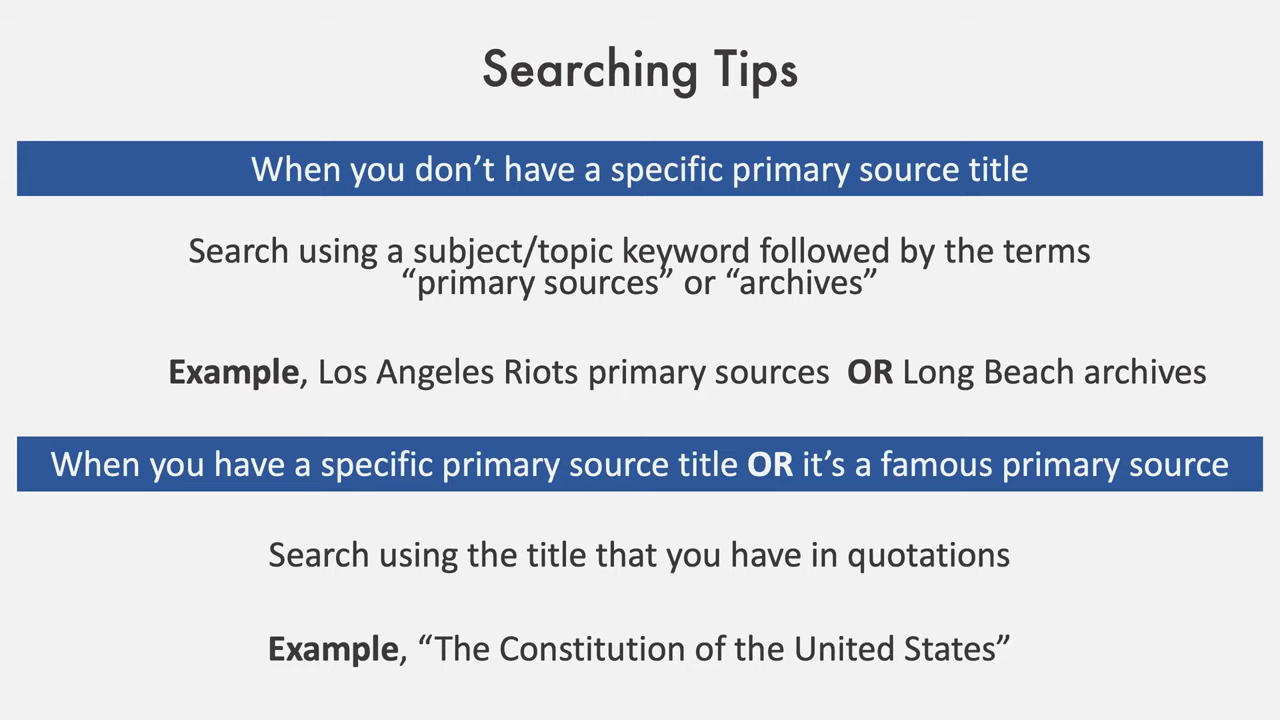 Searching Tips
When you don’t have a specific primary source title
Search using a subject/topic keyword followed by the terms
“primary sources” or “archives”
Example, Los Angeles Riots primary sources  OR Long Beach archives
When you have a specific primary source title OR it’s a famous primary source
Search using the title that you have in quotations
Example, “The Constitution of the United States”